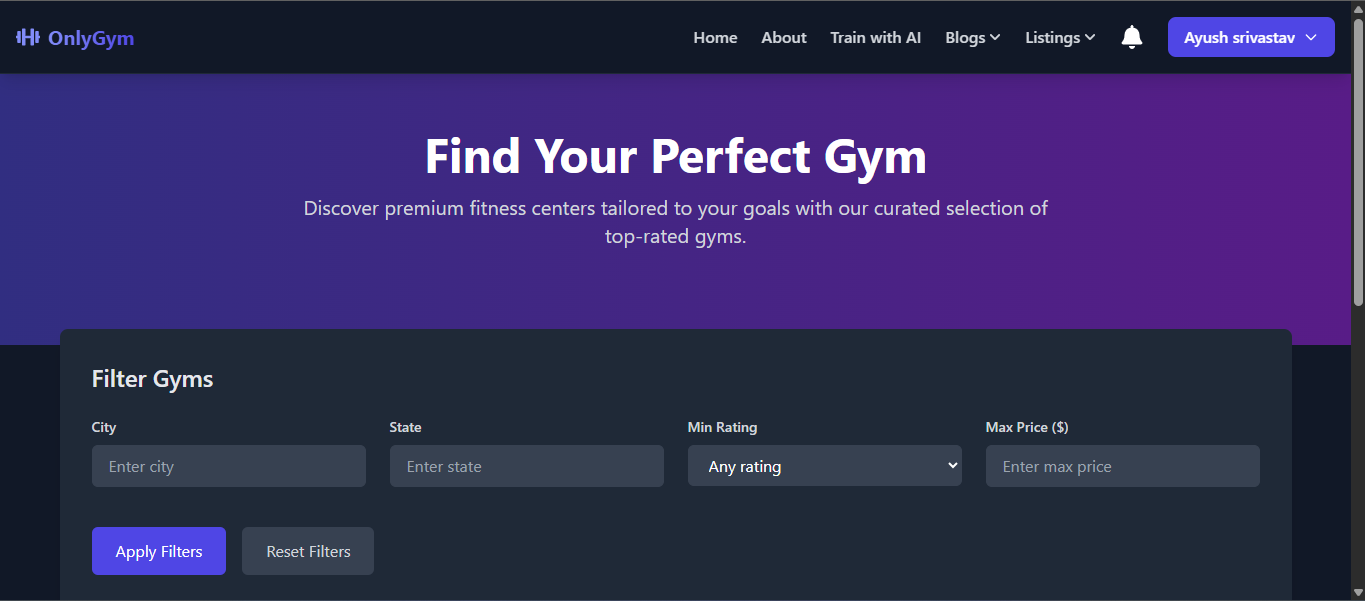 OnlyGym
Home About Train with AI Blogs Listings Ayush srivastav
Find Your Perfect Gym
Discover premium fitness centers tailored to your goals with our curated selection of
top-rated gyms.
Filter Gyms
City State Min Rating Max Price ($)
Enter city Enter state Any rating Enter max price
Apply Filters Reset Filters